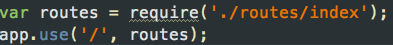 var routes = require('./routes/index');
app.use('/', routes);